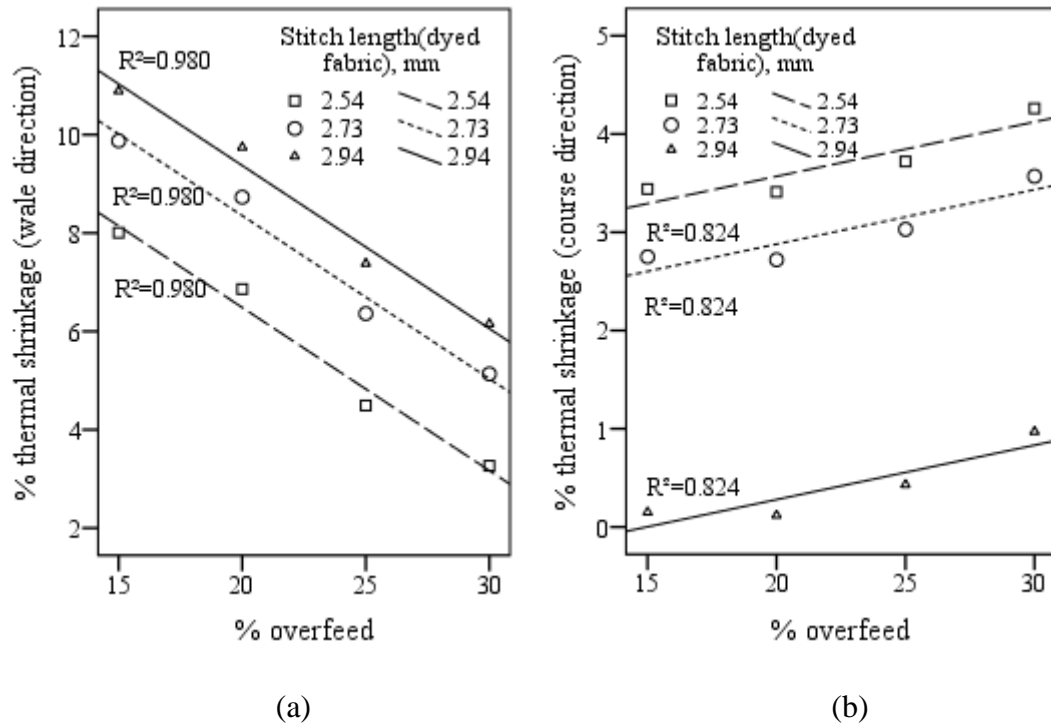 % thermal shrinkage (wale direction)
12
10
8
6
4
2
Stitch length(dyed
fabric), mm
2.54 2.54
2.73 2.73
2.94 2.94
R²=0.980
R²=0.980
R²=0.980
15 20 25 30
% overfeed
(a)
% thermal shrinkage (course direction)
5
4
3
2
1
0
Stitch length(dyed
fabric), mm
2.54 2.54
2.73 2.73
2.94 2.94
R²=0.824
R²=0.824
R²=0.824
15 20 25 30
% overfeed
(b)